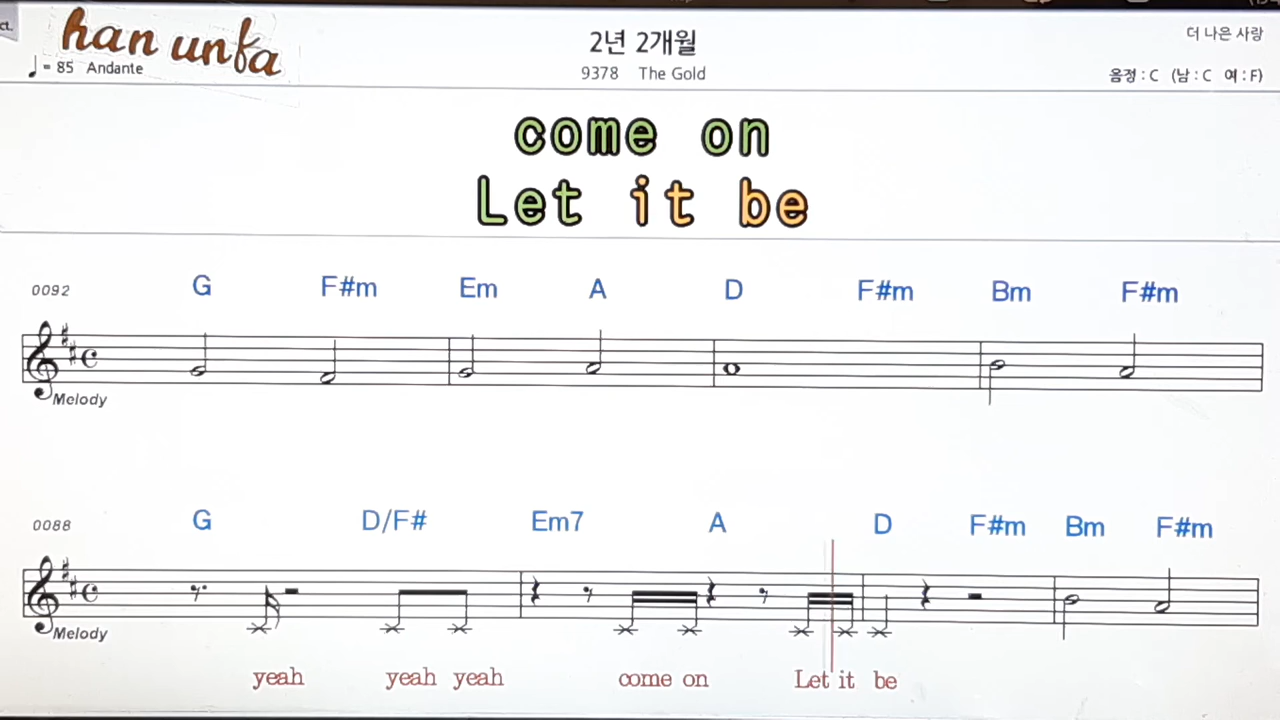 ct.
han unfa
♩= 85 Andante
2년 2개월
9378 The Gold
더 나은 사랑
음정 : C (남 : C 여 : F)
come on
Let it be
0092
G F#m Em A D F#m Bm F#m
Melody
0088
G D/F# Em7 A D F#m Bm F#m
Melody
yeah yeah yeah come on Let it be